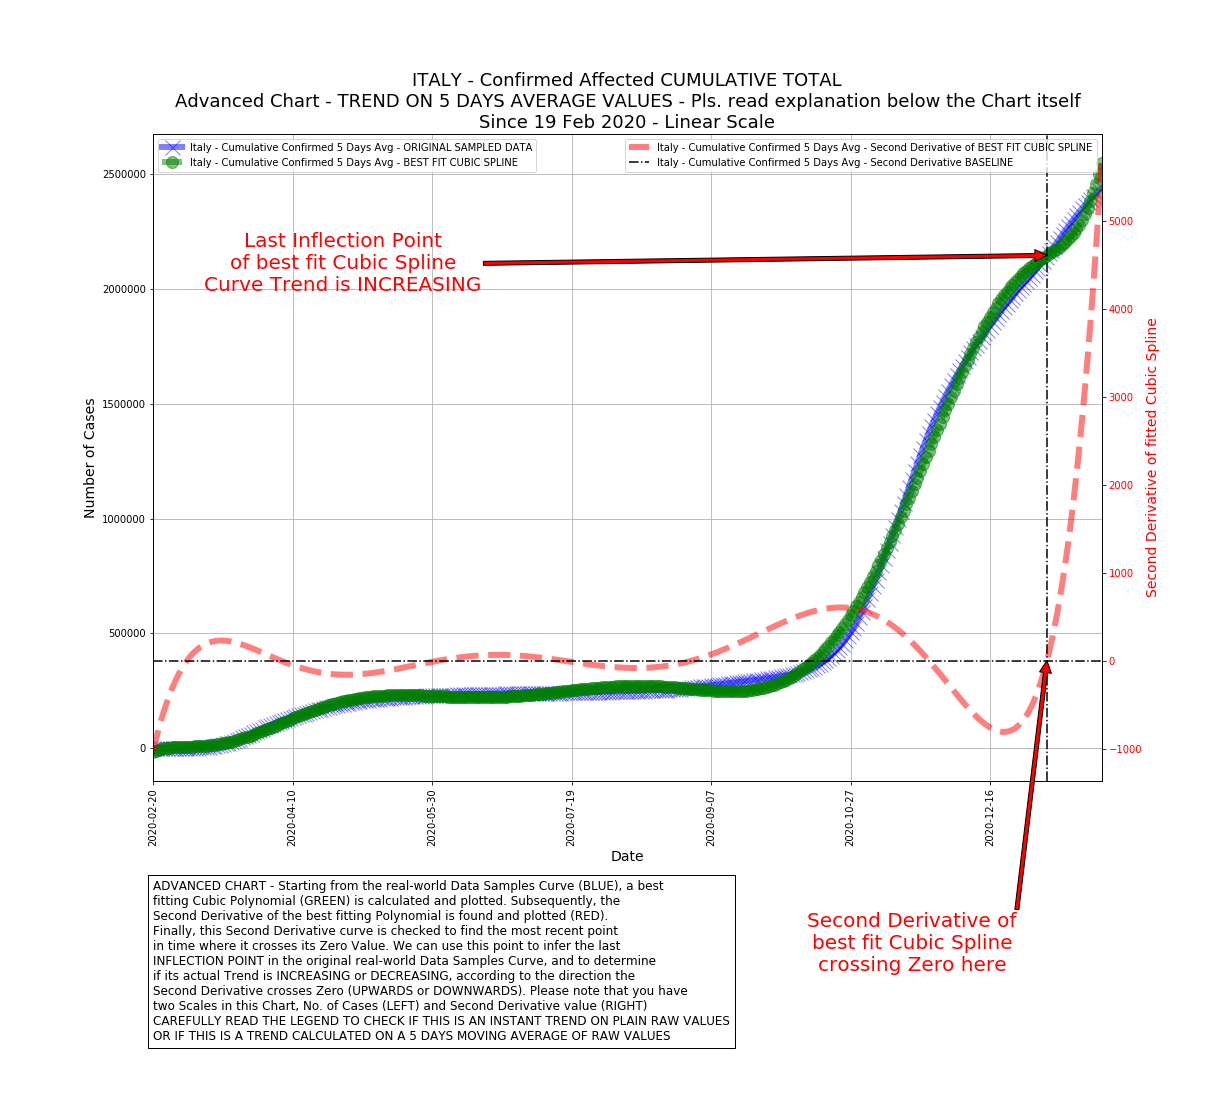 ITALY - Confirmed Affected CUMULATIVE TOTAL
Advanced Chart - TREND ON 5 DAYS AVERAGE VALUES - Pls. read explanation below the Chart itself
Since 19 Feb 2020 - Linear Scale
Italy - Cumulative Confirmed 5 Days Avg - ORIGINAL SAMPLED DATA
Italy - Cumulative Confirmed 5 Days Avg - BEST FIT CUBIC SPLINE
Italy - Cumulative Confirmed 5 Days Avg - Second Derivative of BEST FIT CUBIC SPLINE
Italy - Cumulative Confirmed 5 Days Avg - Second Derivative BASELINE
Last Inflection Point
of best fit Cubic Spline
Curve Trend is INCREASING
Number of Cases
2500000
2000000
1500000
1000000
500000
0
Second Derivative of fitted Cubic Spline
5000
4000
3000
2000
1000
0
−1000
2020-02-20
2020-04-10
2020-05-30
2020-07-19
2020-09-07
2020-10-27
2020-12-16
Date
ADVANCED CHART - Starting from the real-world Data Samples Curve (BLUE), a best
fitting Cubic Polynomial (GREEN) is calculated and plotted. Subsequently, the
Second Derivative of the best fitting Polynomial is found and plotted (RED).
Finally, this Second Derivative curve is checked to find the most recent point
in time where it crosses its Zero Value. We can use this point to infer the last
INFLECTION POINT in the original real-world Data Samples Curve, and to determine
if its actual Trend is INCREASING or DECREASING, according to the direction the
Second Derivative crosses Zero (UPWARDS or DOWNWARDS). Please note that you have
two Scales in this Chart, No. of Cases (LEFT) and Second Derivative value (RIGHT)
CAREFULLY READ THE LEGEND TO CHECK IF THIS IS AN INSTANT TREND ON PLAIN RAW VALUES
OR IF THIS IS A TREND CALCULATED ON A 5 DAYS MOVING AVERAGE OF RAW VALUES
Second Derivative of
best fit Cubic Spline
crossing Zero here